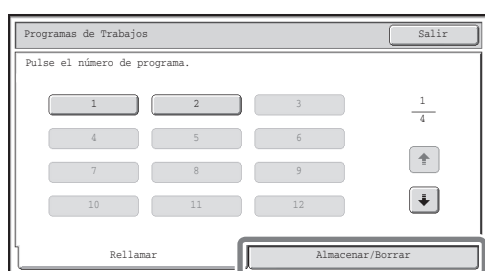 Programas de Trabajos Salir
Pulse el número de programa.
1 2 3 1
4 5 6 4
7 8 9
10 11 12
Rellamar Almacenar/Borrar